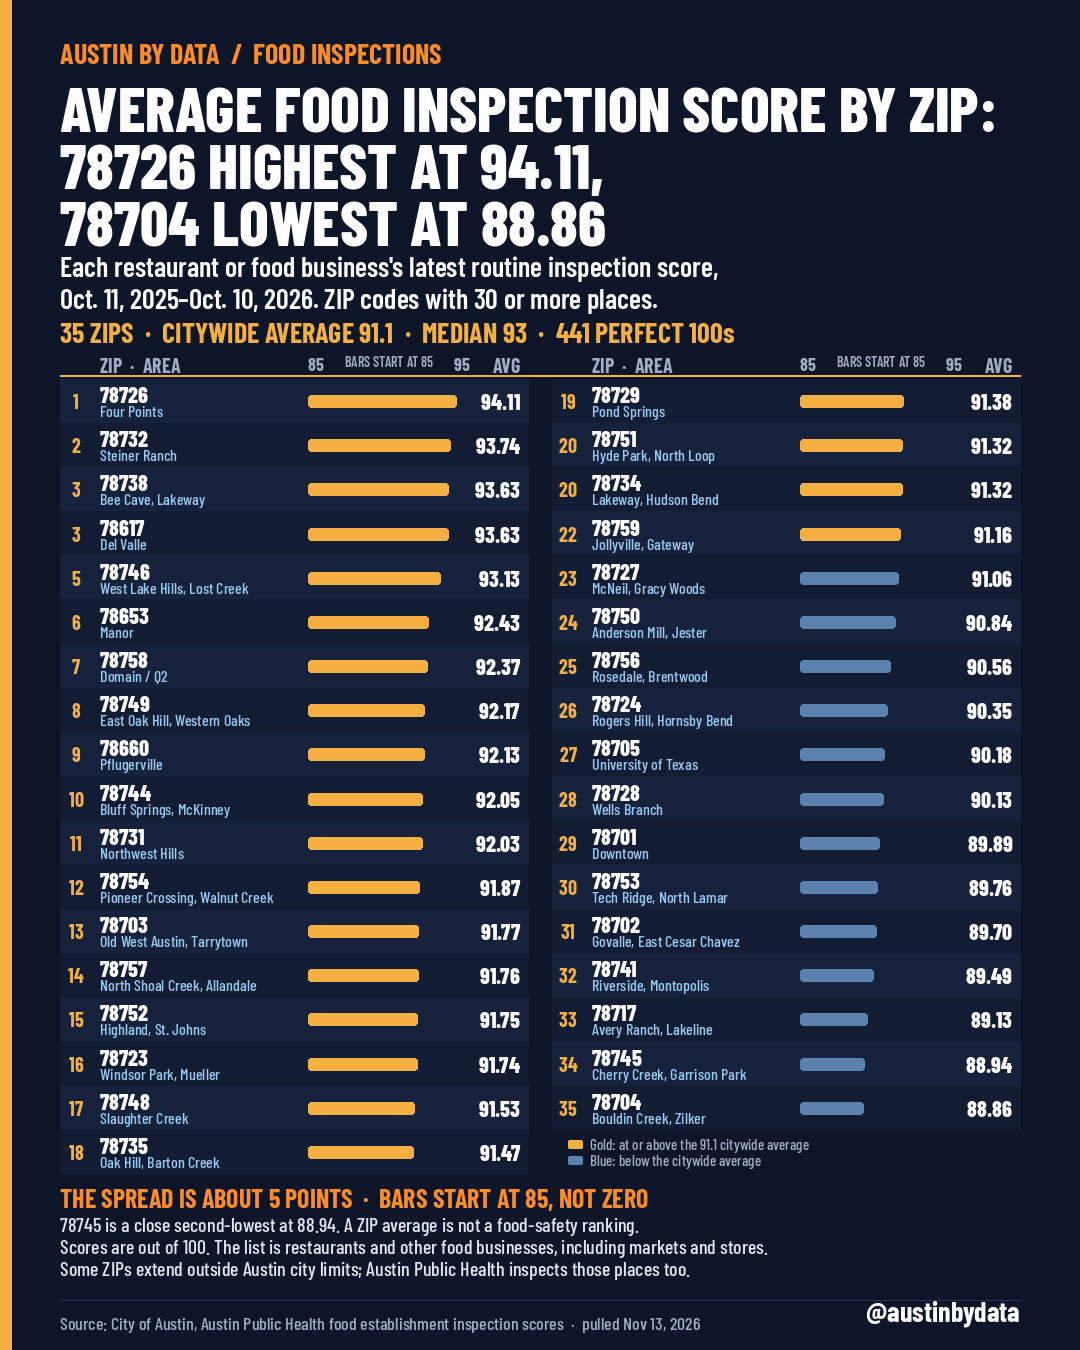 AUSTIN BY DATA / FOOD INSPECTIONS
AVERAGE FOOD INSPECTION SCORE BY ZIP:
78726 HIGHEST AT 94.11,
78704 LOWEST AT 88.86
Each restaurant or food business's latest routine inspection score,
Oct. 11, 2025–Oct. 10, 2026. ZIP codes with 30 or more places.
35 ZIPS · CITYWIDE AVERAGE 91.1 · MEDIAN 93 · 441 PERFECT 100s
ZIP · AREA 85 BARS START AT 85 95 AVG
1 78726 94.11
Four Points
2 78732 93.74
Steiner Ranch
3 78738 93.63
Bee Cave, Lakeway
3 78617 93.63
Del Valle
5 78746 93.13
West Lake Hills, Lost Creek
6 78653 92.43
Manor
7 78758 92.37
Domain / Q2
8 78749 92.17
East Oak Hill, Western Oaks
9 78660 92.13
Pflugerville
10 78744 92.05
Bluff Springs, McKinney
11 78731 92.03
Northwest Hills
12 78754 91.87
Pioneer Crossing, Walnut Creek
13 78703 91.77
Old West Austin, Tarrytown
14 78757 91.76
North Shoal Creek, Allandale
15 78752 91.75
Highland, St. Johns
16 78723 91.74
Windsor Park, Mueller
17 78748 91.53
Slaughter Creek
18 78735 91.47
Oak Hill, Barton Creek
ZIP · AREA 85 BARS START AT 85 95 AVG
19 78729 91.38
Pond Springs
20 78751 91.32
Hyde Park, North Loop
20 78734 91.32
Lakeway, Hudson Bend
22 78759 91.16
Jollyville, Gateway
23 78727 91.06
McNeil, Gracy Woods
24 78750 90.84
Anderson Mill, Jester
25 78756 90.56
Rosedale, Brentwood
26 78724 90.35
Rogers Hill, Hornsby Bend
27 78705 90.18
University of Texas
28 78728 90.13
Wells Branch
29 78701 89.89
Downtown
30 78753 89.76
Tech Ridge, North Lamar
31 78702 89.70
Govalle, East Cesar Chavez
32 78741 89.49
Riverside, Montopolis
33 78717 89.13
Avery Ranch, Lakeline
34 78745 88.94
Cherry Creek, Garrison Park
35 78704 88.86
Bouldin Creek, Zilker
Gold: at or above the 91.1 citywide average
Blue: below the citywide average
THE SPREAD IS ABOUT 5 POINTS · BARS START AT 85, NOT ZERO
78745 is a close second-lowest at 88.94. A ZIP average is not a food-safety ranking.
Scores are out of 100. The list is restaurants and other food businesses, including markets and stores.
Some ZIPs extend outside Austin city limits; Austin Public Health inspects those places too.
Source: City of Austin, Austin Public Health food establishment inspection scores · pulled Nov 13, 2026
@austinbydata